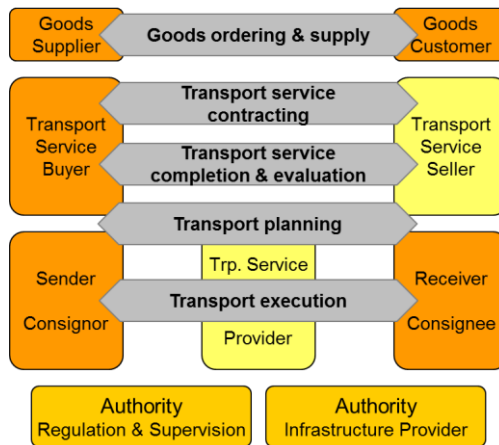 Goods
Supplier
Goods ordering & supply
Goods
Customer
Transport service
contracting
Transport
Service
Buyer
Transport service
completion & evaluation
Transport
Service
Seller
Transport planning
Sender
Consignor
Trp. Service
Provider
Transport execution
Receiver
Consignee
Authority
Regulation & Supervision
Authority
Infrastructure Provider